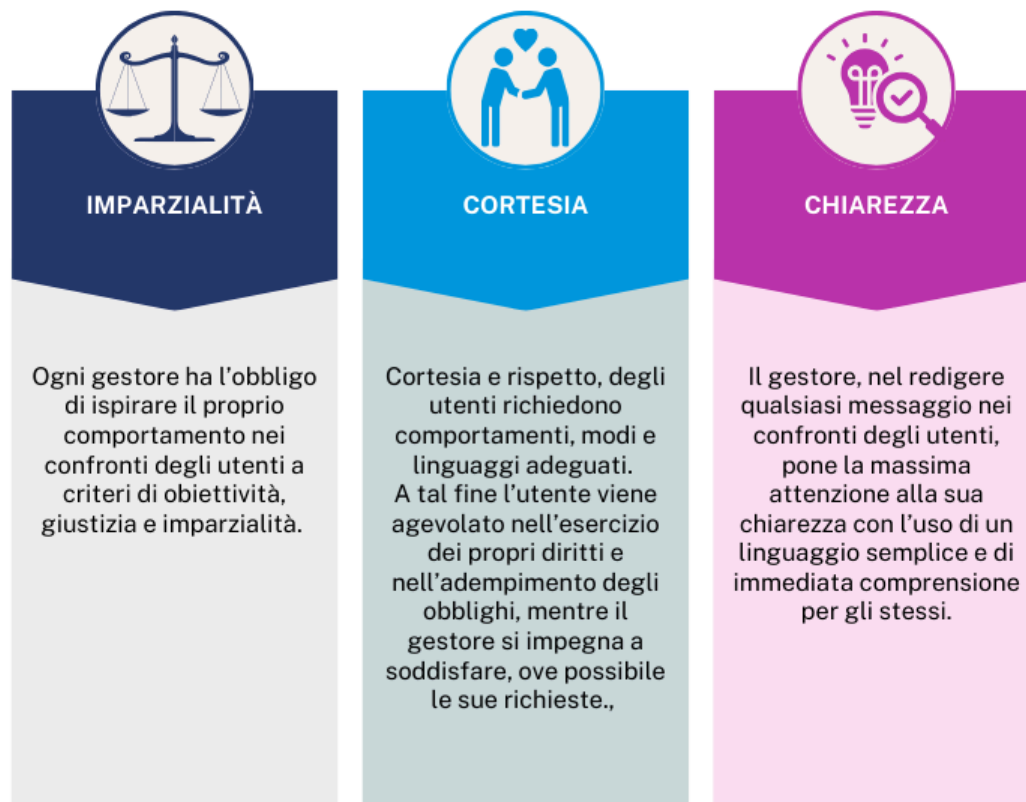 IMPARZIALITÀ
Ogni gestore ha l’obbligo
di ispirare il proprio
comportamento nei
confronti degli utenti a
criteri di obiettività,
giustizia e imparzialità.
CORTESIA
Cortesia e rispetto, degli
utenti richiedono
comportamenti, modi e
linguaggi adeguati.
A tal fine l’utente viene
agevolato nell’esercizio
dei propri diritti e
nell’adempimento degli
obblighi, mentre il
gestore si impegna a
soddisfare, ove possibile
le sue richieste.,
CHIAREZZA
Il gestore, nel redigere
qualsiasi messaggio nei
confronti degli utenti,
pone la massima
attenzione alla sua
chiarezza con l’uso di un
linguaggio semplice e di
immediata comprensione
per gli stessi.